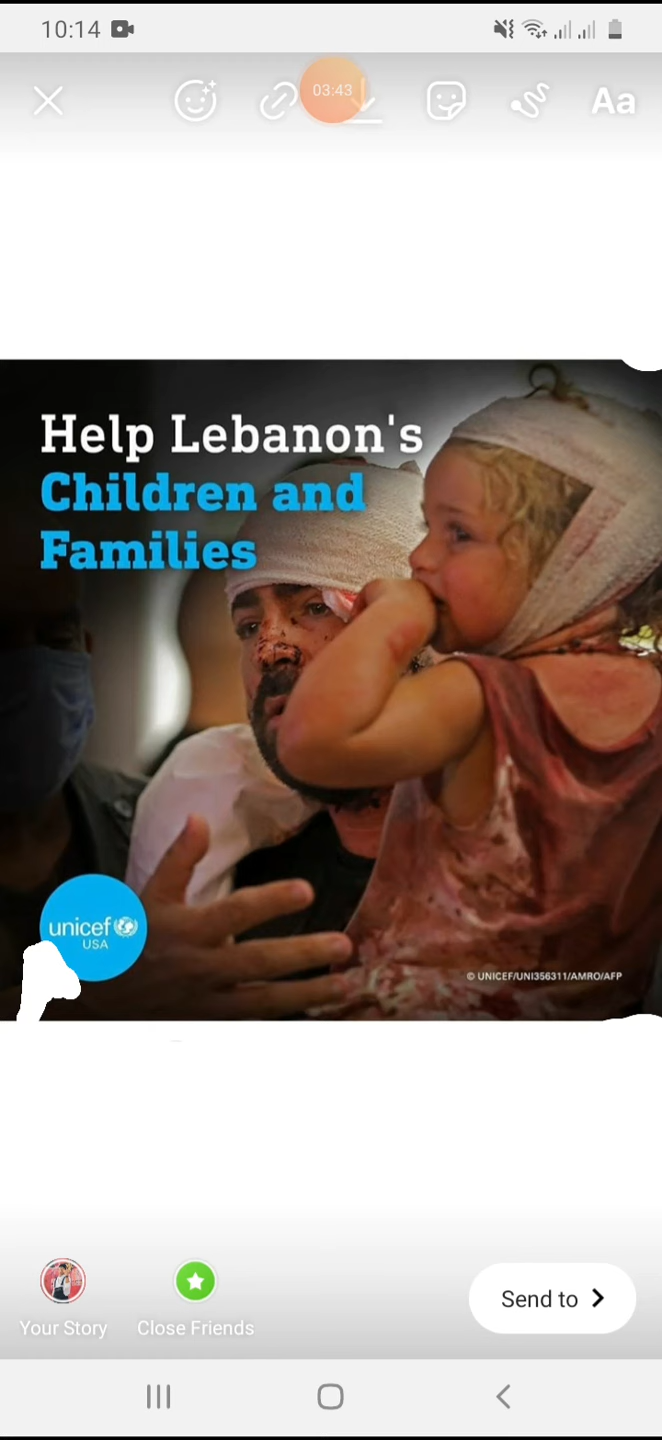 10:14
03:43
Aa
Help Lebanon's
Children and
Families
unicef
USA
© UNICEF/UNI356311/AMRO/AFP
Your Story
Close Friends
Send to